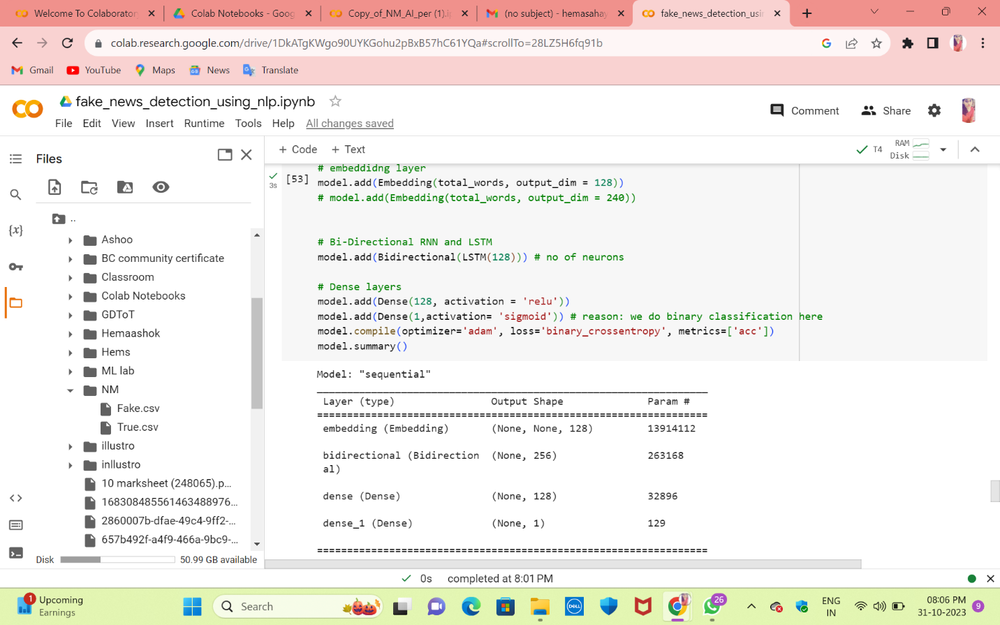 Welcome To Colaborator
Colab Notebooks - Goog
Copy_of_NM_AI_per (1).i
(no subject) - hemasahay
fake_news_detection_usin
colab.research.google.com/drive/1DkATgKWgo90UYKGohu2pBxB57hC61YQa#scrollTo=28LZ5H6fq91b
Gmail YouTube Maps News Translate
fake_news_detection_using_nlp.ipynb
Comment Share
File Edit View Insert Runtime Tools Help All changes saved
Files
+ Code + Text
T4 RAM
Disk
..
Ashoo
BC community certificate
Classroom
Colab Notebooks
GDToT
Hemaashok
Hems
ML lab
NM
Fake.csv
True.csv
illustro
inllustro
10 marksheet (248065).p...
168308485561463488976...
2860007b-dfae-49c4-9ff2-...
657b492f-a4f9-466a-9bc9-...
Disk 50.99 GB available
{x}
3s
# embeddidng layer
[53] model.add(Embedding(total_words, output_dim = 128))
# model.add(Embedding(total_words, output_dim = 240))
# Bi-Directional RNN and LSTM
model.add(Bidirectional(LSTM(128))) # no of neurons
# Dense layers
model.add(Dense(128, activation = 'relu'))
model.add(Dense(1,activation= 'sigmoid')) # reason: we do binary classification here
model.compile(optimizer='adam', loss='binary_crossentropy', metrics=['acc'])
model.summary()
Model: "sequential"
Layer (type) Output Shape Param #
embedding (Embedding) (None, None, 128) 13914112
bidirectional (Bidirection (None, 256) 263168
al)
dense (Dense) (None, 128) 32896
dense_1 (Dense) (None, 1) 129
0s completed at 8:01 PM
1
Upcoming
Earnings
Search
DELL
26
ENG
IN
08:06 PM
31-10-2023
9